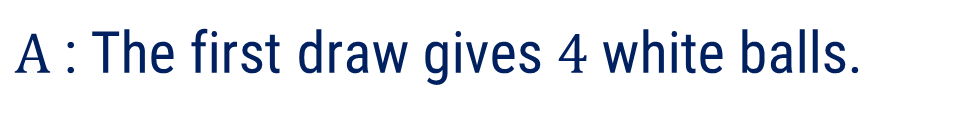 A : The first draw gives 4 white balls.